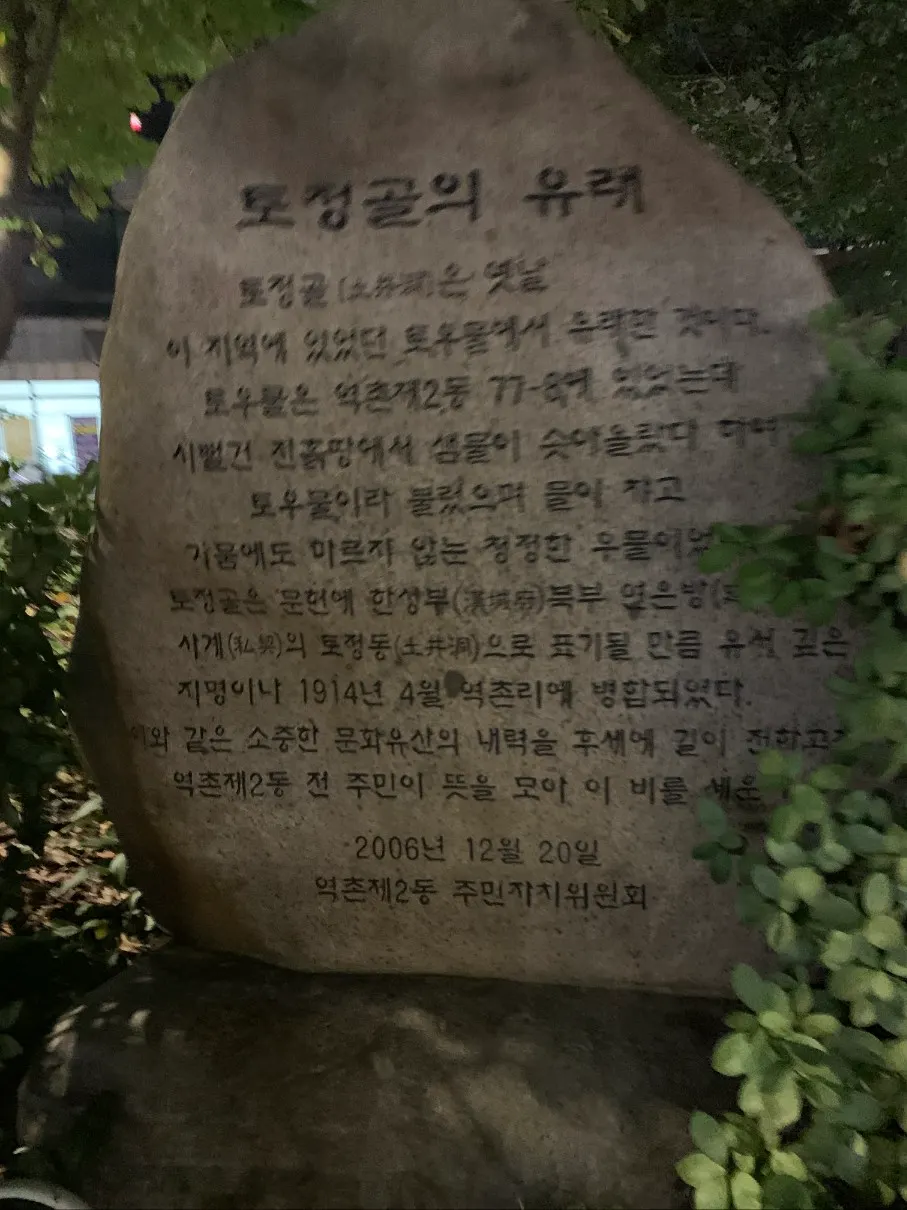 토정골의 유래
토정골(土井洞)은 옛날
이 지역에 있었던 토우물에서 유래한 것이다.
토우물은 역촌제2동 77-8에 있었는데
시뻘건 진흙땅에서 샘물이 솟아올랐다 하여
토우물이라 불렀으며 물이 차고
가뭄에도 마르지 않는 청정한 우물이었
토정골은 문헌에 한성부(漢城府)북부 연은방
사계(私契)의 토정동(土井洞)으로 표기될 만큼 유서 깊은
지명이나 1914년 4월 역촌리에 병합되었다.
이와 같은 소중한 문화유산의 내력을 후세에 길이 전하고자
역촌제2동 전 주민이 뜻을 모아 이 비를 세운
2006년 12월 20일
역촌제2동 주민자치위원회